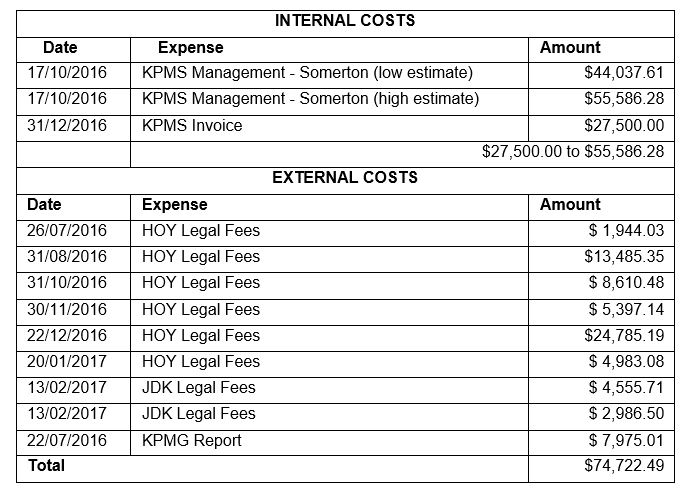 INTERNAL COSTS
Date Expense Amount
17/10/2016 KPMS Management - Somerton (low estimate) $44,037.61
17/10/2016 KPMS Management - Somerton (high estimate) $55,586.28
31/12/2016 KPMS Invoice $27,500.00
$27,500.00 to $55,586.28
EXTERNAL COSTS
Date Expense Amount
26/07/2016 HOY Legal Fees $ 1,944.03
31/08/2016 HOY Legal Fees $13,485.35
31/10/2016 HOY Legal Fees $ 8,610.48
30/11/2016 HOY Legal Fees $ 5,397.14
22/12/2016 HOY Legal Fees $24,785.19
20/01/2017 HOY Legal Fees $ 4,983.08
13/02/2017 JDK Legal Fees $ 4,555.71
13/02/2017 JDK Legal Fees $ 2,986.50
22/07/2016 KPMG Report $ 7,975.01
Total $74,722.49